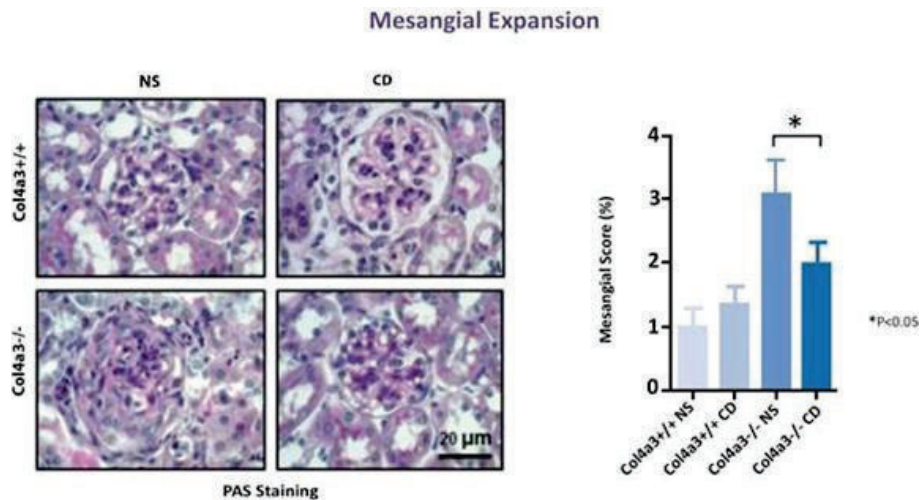 Mesangial Expansion
NS CD
Col4a3+/+
Col4a3-/-
20 µm
PAS Staining
Mesangial Score (%)
4
3
2
1
0
*
*P<0.05
Col4a3+/+ NS
Col4a3+/+ CD
Col4a3-/- NS
Col4a3-/- CD